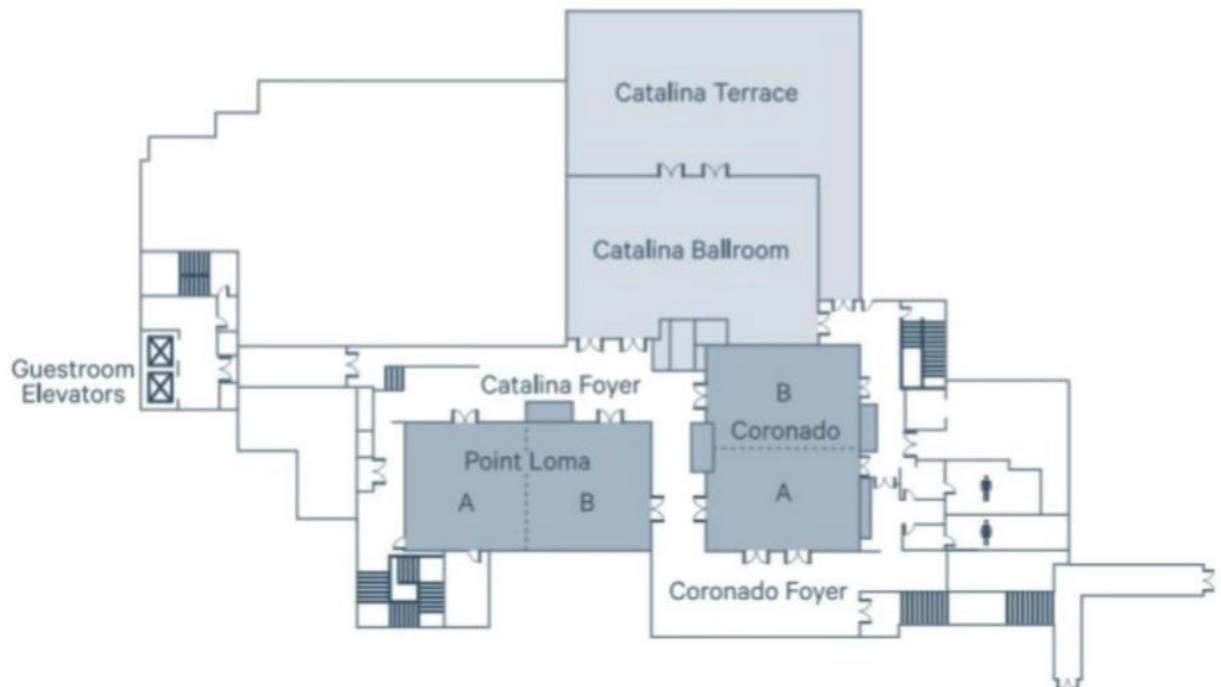 Catalina Terrace
Catalina Ballroom
Guestroom
Elevators
Catalina Foyer
B
Coronado
Point Loma
A
B
A
Coronado Foyer